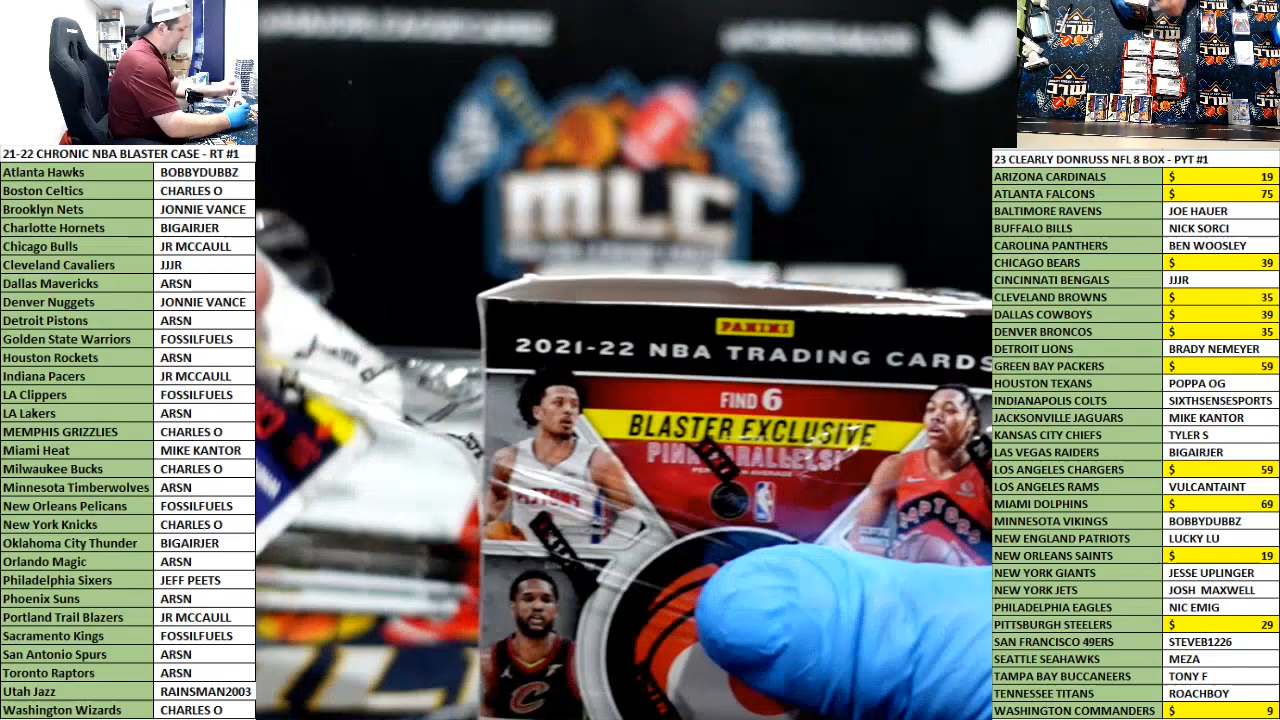 21-22 CHRONIC NBA BLASTER CASE - RT #1
Atlanta Hawks BOBBYDUBBZ
Boston Celtics CHARLES O
Brooklyn Nets JONNIE VANCE
Charlotte Hornets BIGAIRJER
Chicago Bulls JR MCCAULL
Cleveland Cavaliers JJJR
Dallas Mavericks ARSN
Denver Nuggets JONNIE VANCE
Detroit Pistons ARSN
Golden State Warriors FOSSILFUELS
Houston Rockets ARSN
Indiana Pacers JR MCCAULL
LA Clippers FOSSILFUELS
LA Lakers ARSN
MEMPHIS GRIZZLIES CHARLES O
Miami Heat MIKE KANTOR
Milwaukee Bucks CHARLES O
Minnesota Timberwolves ARSN
New Orleans Pelicans FOSSILFUELS
New York Knicks CHARLES O
Oklahoma City Thunder BIGAIRJER
Orlando Magic ARSN
Philadelphia Sixers JEFF PEETS
Phoenix Suns ARSN
Portland Trail Blazers JR MCCAULL
Sacramento Kings FOSSILFUELS
San Antonio Spurs ARSN
Toronto Raptors ARSN
Utah Jazz RAINSMAN2003
Washington Wizards CHARLES O
MLC
PANINI
2021-22 NBA TRADING CARDS
FIND 6
BLASTER EXCLUSIVE
PINK PARALLELS!
PISTONS
23 CLEARLY DONRUSS NFL 8 BOX - PYT #1
ARIZONA CARDINALS $ 19
ATLANTA FALCONS $ 75
BALTIMORE RAVENS JOE HAUER
BUFFALO BILLS NICK SORCI
CAROLINA PANTHERS BEN WOOSLEY
CHICAGO BEARS $ 39
CINCINNATI BENGALS JJJR
CLEVELAND BROWNS $ 35
DALLAS COWBOYS $ 39
DENVER BRONCOS $ 35
DETROIT LIONS BRADY NEMEYER
GREEN BAY PACKERS $ 59
HOUSTON TEXANS POPPA OG
INDIANAPOLIS COLTS SIXTHSENSESPORTS
JACKSONVILLE JAGUARS MIKE KANTOR
KANSAS CITY CHIEFS TYLER S
LAS VEGAS RAIDERS BIGAIRJER
LOS ANGELES CHARGERS $ 59
LOS ANGELES RAMS VULCANTAINT
MIAMI DOLPHINS $ 69
MINNESOTA VIKINGS BOBBYDUBBZ
NEW ENGLAND PATRIOTS LUCKY LU
NEW ORLEANS SAINTS $ 19
NEW YORK GIANTS JESSE UPLINGER
NEW YORK JETS JOSH MAXWELL
PHILADELPHIA EAGLES NIC EMIG
PITTSBURGH STEELERS $ 29
SAN FRANCISCO 49ERS STEVEB1226
SEATTLE SEAHAWKS MEZA
TAMPA BAY BUCCANEERS TONY F
TENNESSEE TITANS ROACHBOY
WASHINGTON COMMANDERS $ 9